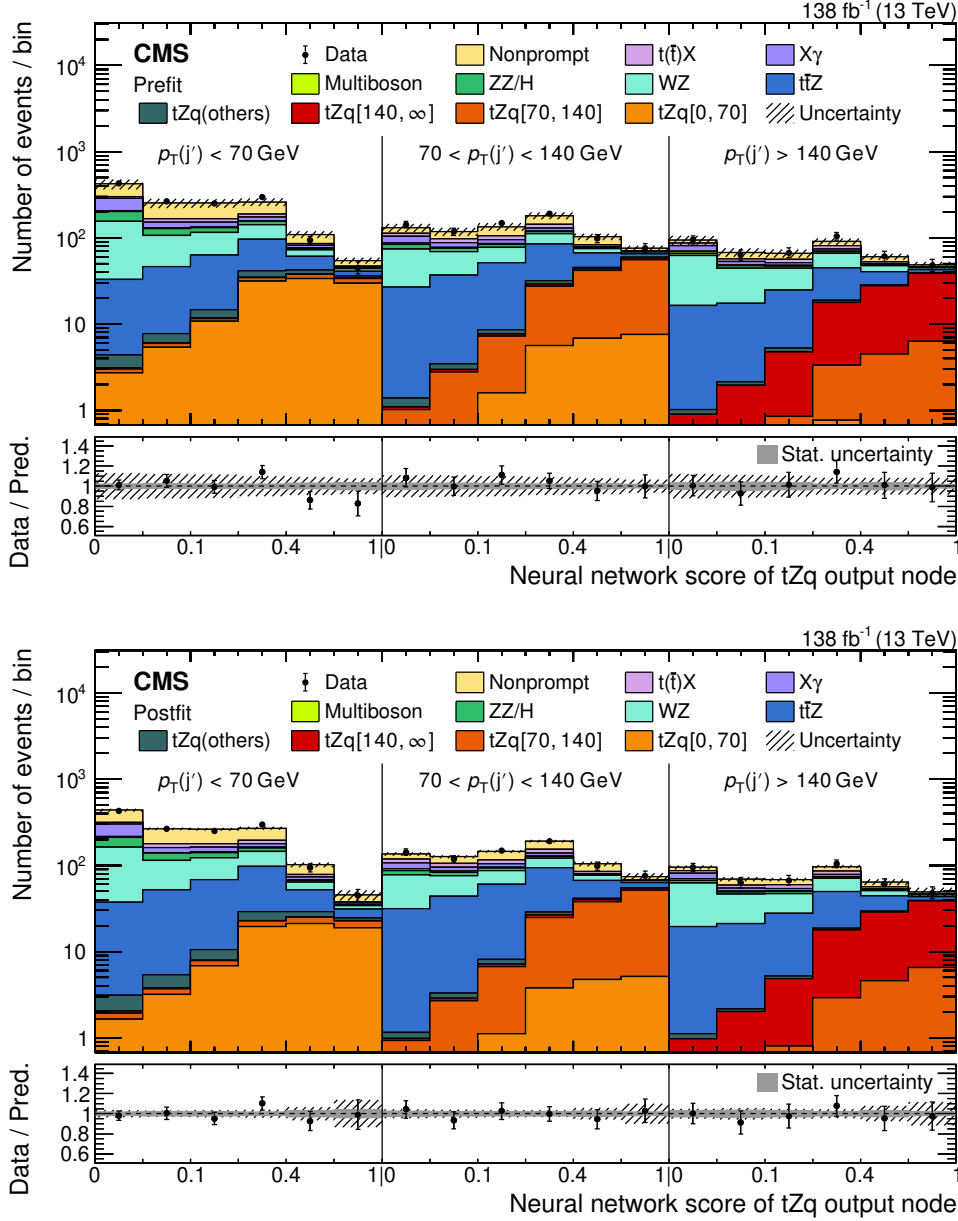 138 fb⁻¹ (13 TeV)
CMS Data Nonprompt t(t̄)X Xγ
Prefit Multiboson ZZ/H WZ tt̄Z
tZq(others) tZq[140, ∞] tZq[70, 140] tZq[0, 70] Uncertainty
p_T(j′) < 70 GeV 70 < p_T(j′) < 140 GeV p_T(j′) > 140 GeV
Number of events / bin
10⁴
10³
10²
10
1
Stat. uncertainty
Data / Pred.
1.4
1.2
1
0.8
0.6
0 0.1 0.4 1 0 0.1 0.4 1 0 0.1 0.4 1
Neural network score of tZq output node
138 fb⁻¹ (13 TeV)
CMS Data Nonprompt t(t̄)X Xγ
Postfit Multiboson ZZ/H WZ tt̄Z
tZq(others) tZq[140, ∞] tZq[70, 140] tZq[0, 70] Uncertainty
p_T(j′) < 70 GeV 70 < p_T(j′) < 140 GeV p_T(j′) > 140 GeV
Number of events / bin
10⁴
10³
10²
10
1
Stat. uncertainty
Data / Pred.
1.4
1.2
1
0.8
0.6
0 0.1 0.4 1 0 0.1 0.4 1 0 0.1 0.4 1
Neural network score of tZq output node